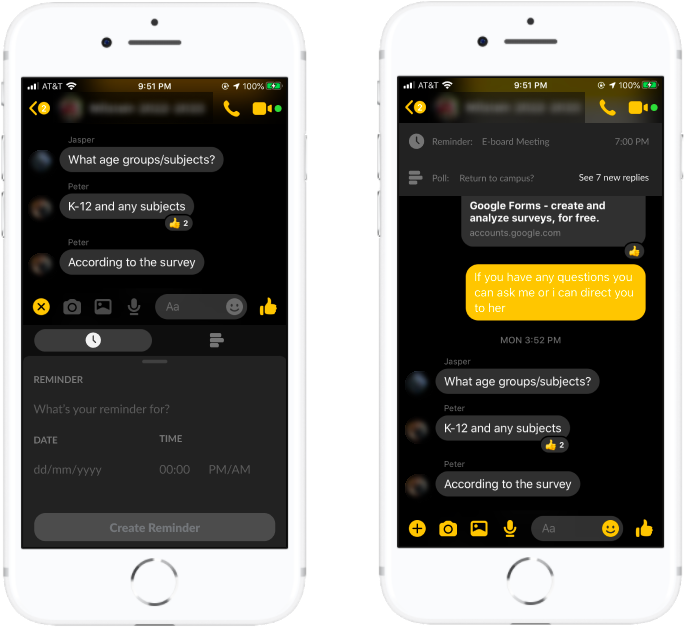 AT&T 9:51 PM 100%
2
Jasper
What age groups/subjects?
Peter
K-12 and any subjects
2
Peter
According to the survey
Aa
REMINDER
What's your reminder for?
DATE TIME
dd/mm/yyyy 00:00 PM/AM
Create Reminder
AT&T 9:51 PM 100%
2
Reminder: E-board Meeting 7:00 PM
Poll: Return to campus? See 7 new replies
Google Forms - create and
analyze surveys, for free.
accounts.google.com
If you have any questions you
can ask me or i can direct you
to her
MON 3:52 PM
Jasper
What age groups/subjects?
Peter
K-12 and any subjects
2
Peter
According to the survey
Aa